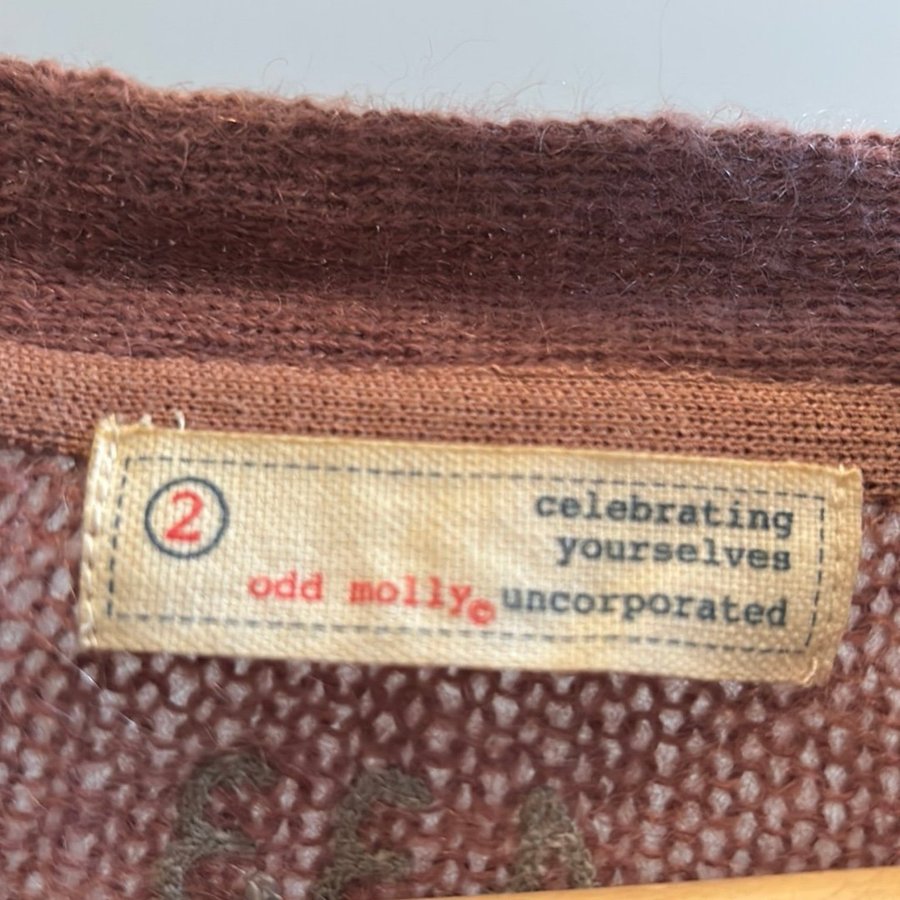 2
celebrating
yourselves
odd molly© uncorporated